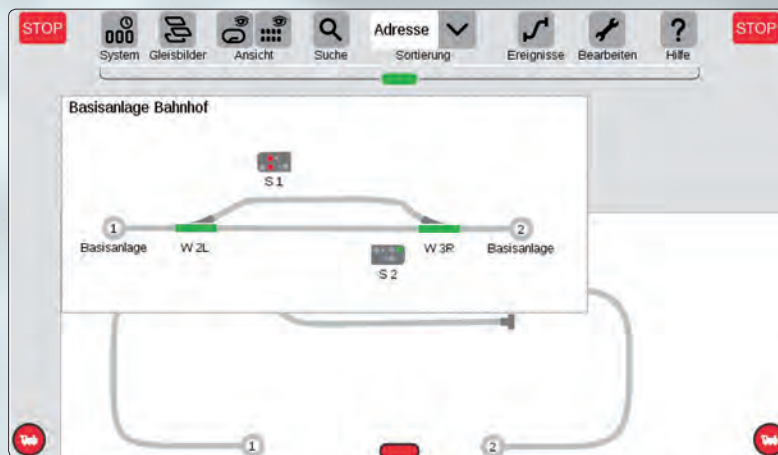 STOP
STOP
Adresse
System Gleisbilder Ansicht Suche Sortierung Ereignisse Bearbeiten ? Hilfe
Basisanlage Bahnhof
S 1
1
2
Basisanlage W 2L W 3R Basisanlage
S 2
1
2